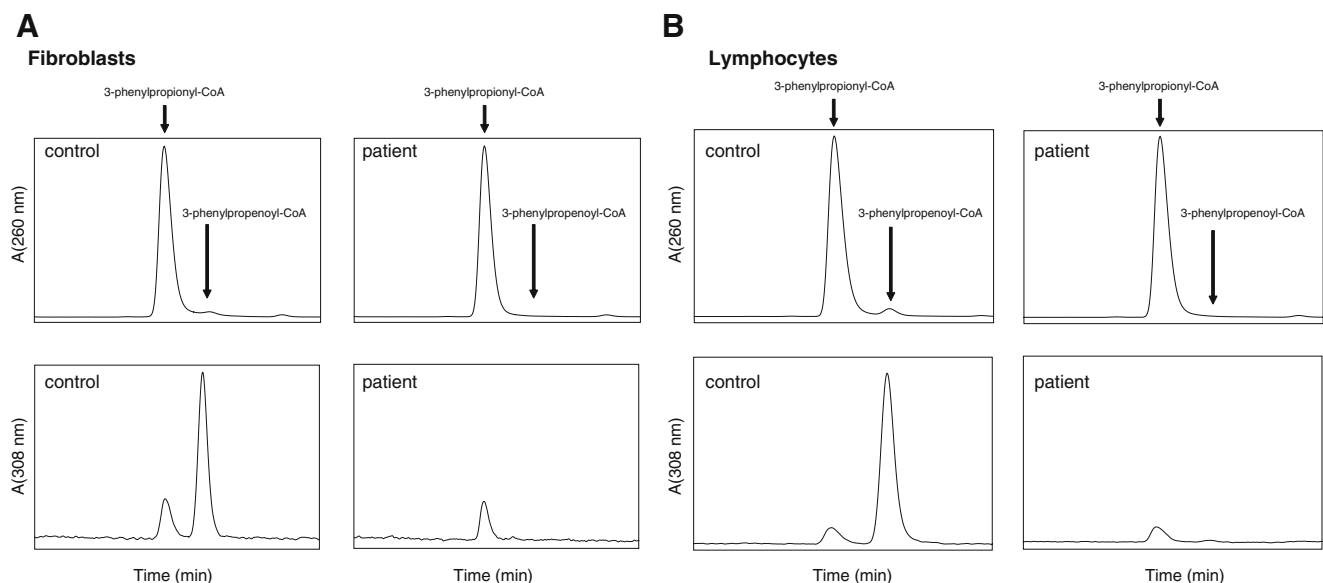 A
Fibroblasts
3-phenylpropionyl-CoA
3-phenylpropionyl-CoA
control
3-phenylpropenoyl-CoA
A(260 nm)
patient
3-phenylpropenoyl-CoA
control
A(308 nm)
patient
Time (min)
Time (min)
B
Lymphocytes
3-phenylpropionyl-CoA
3-phenylpropionyl-CoA
control
3-phenylpropenoyl-CoA
A(260 nm)
patient
3-phenylpropenoyl-CoA
control
A(308 nm)
patient
Time (min)
Time (min)